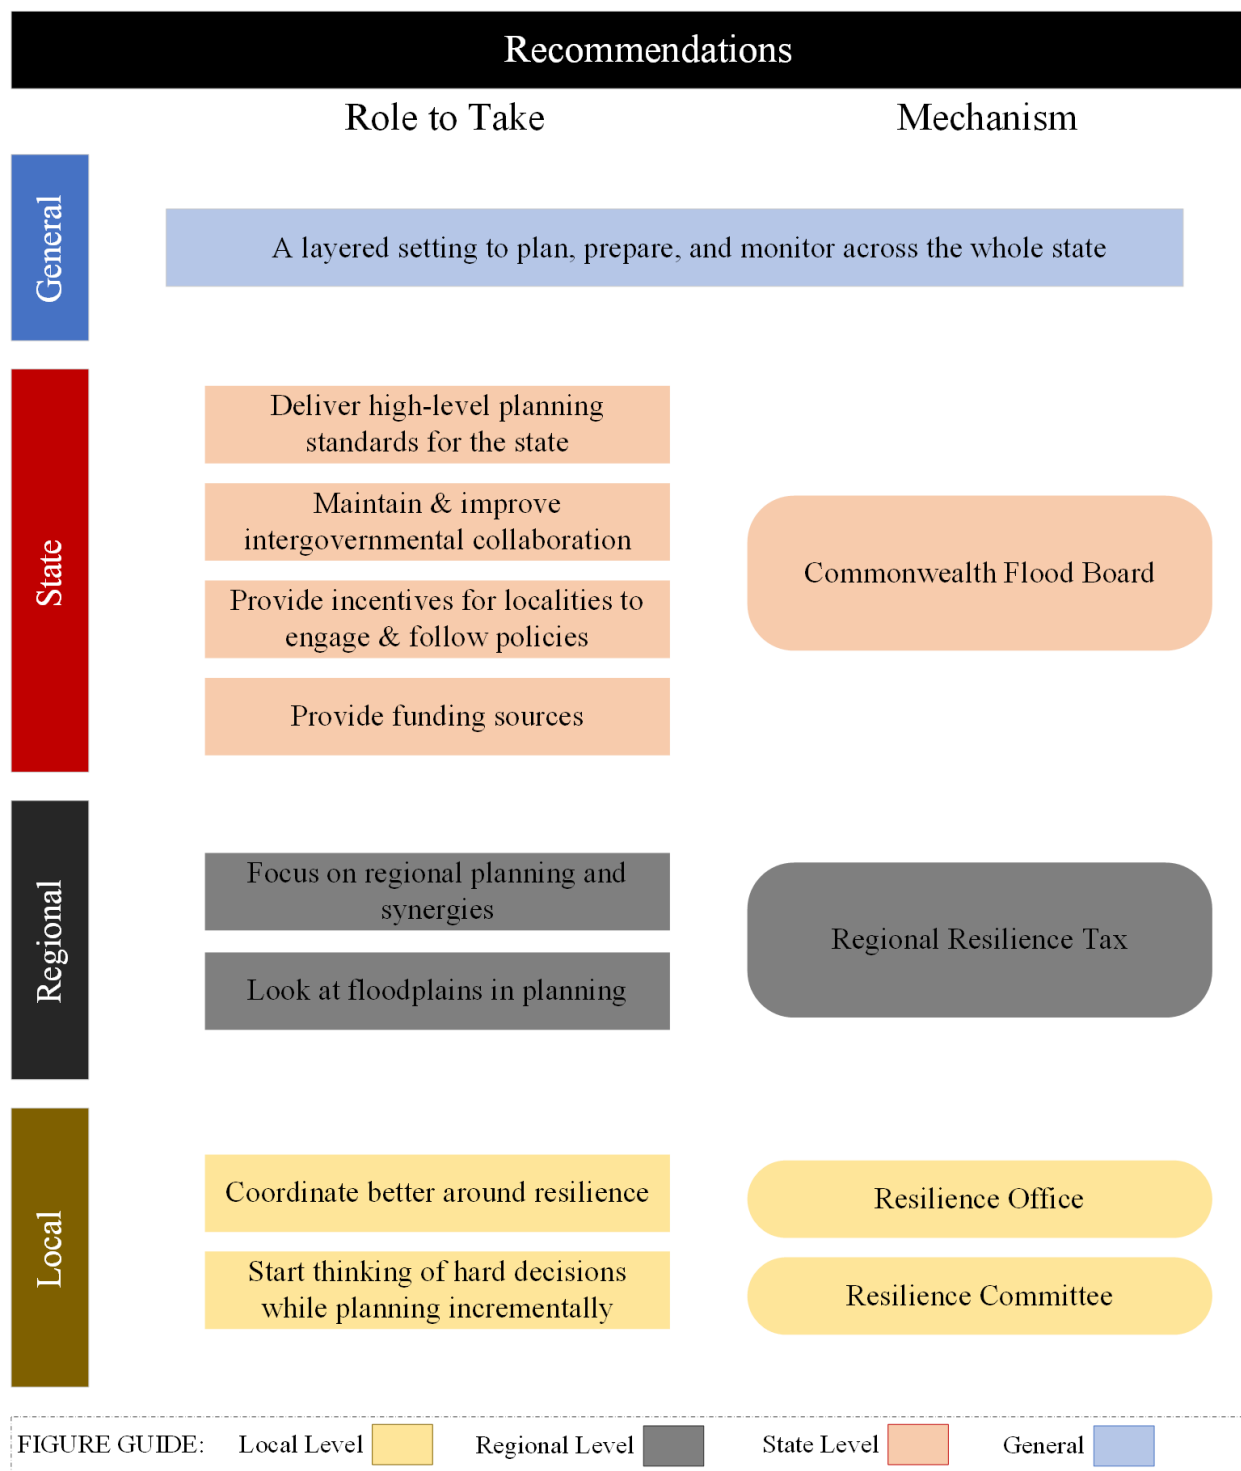 Recommendations
Role to Take
Mechanism
General
A layered setting to plan, prepare, and monitor across the whole state
State
Deliver high-level planning
standards for the state
Maintain & improve
intergovernmental collaboration
Provide incentives for localities to
engage & follow policies
Provide funding sources
Commonwealth Flood Board
Regional
Focus on regional planning and
synergies
Look at floodplains in planning
Regional Resilience Tax
Local
Coordinate better around resilience
Start thinking of hard decisions
while planning incrementally
Resilience Office
Resilience Committee
FIGURE GUIDE: Local Level Regional Level State Level General